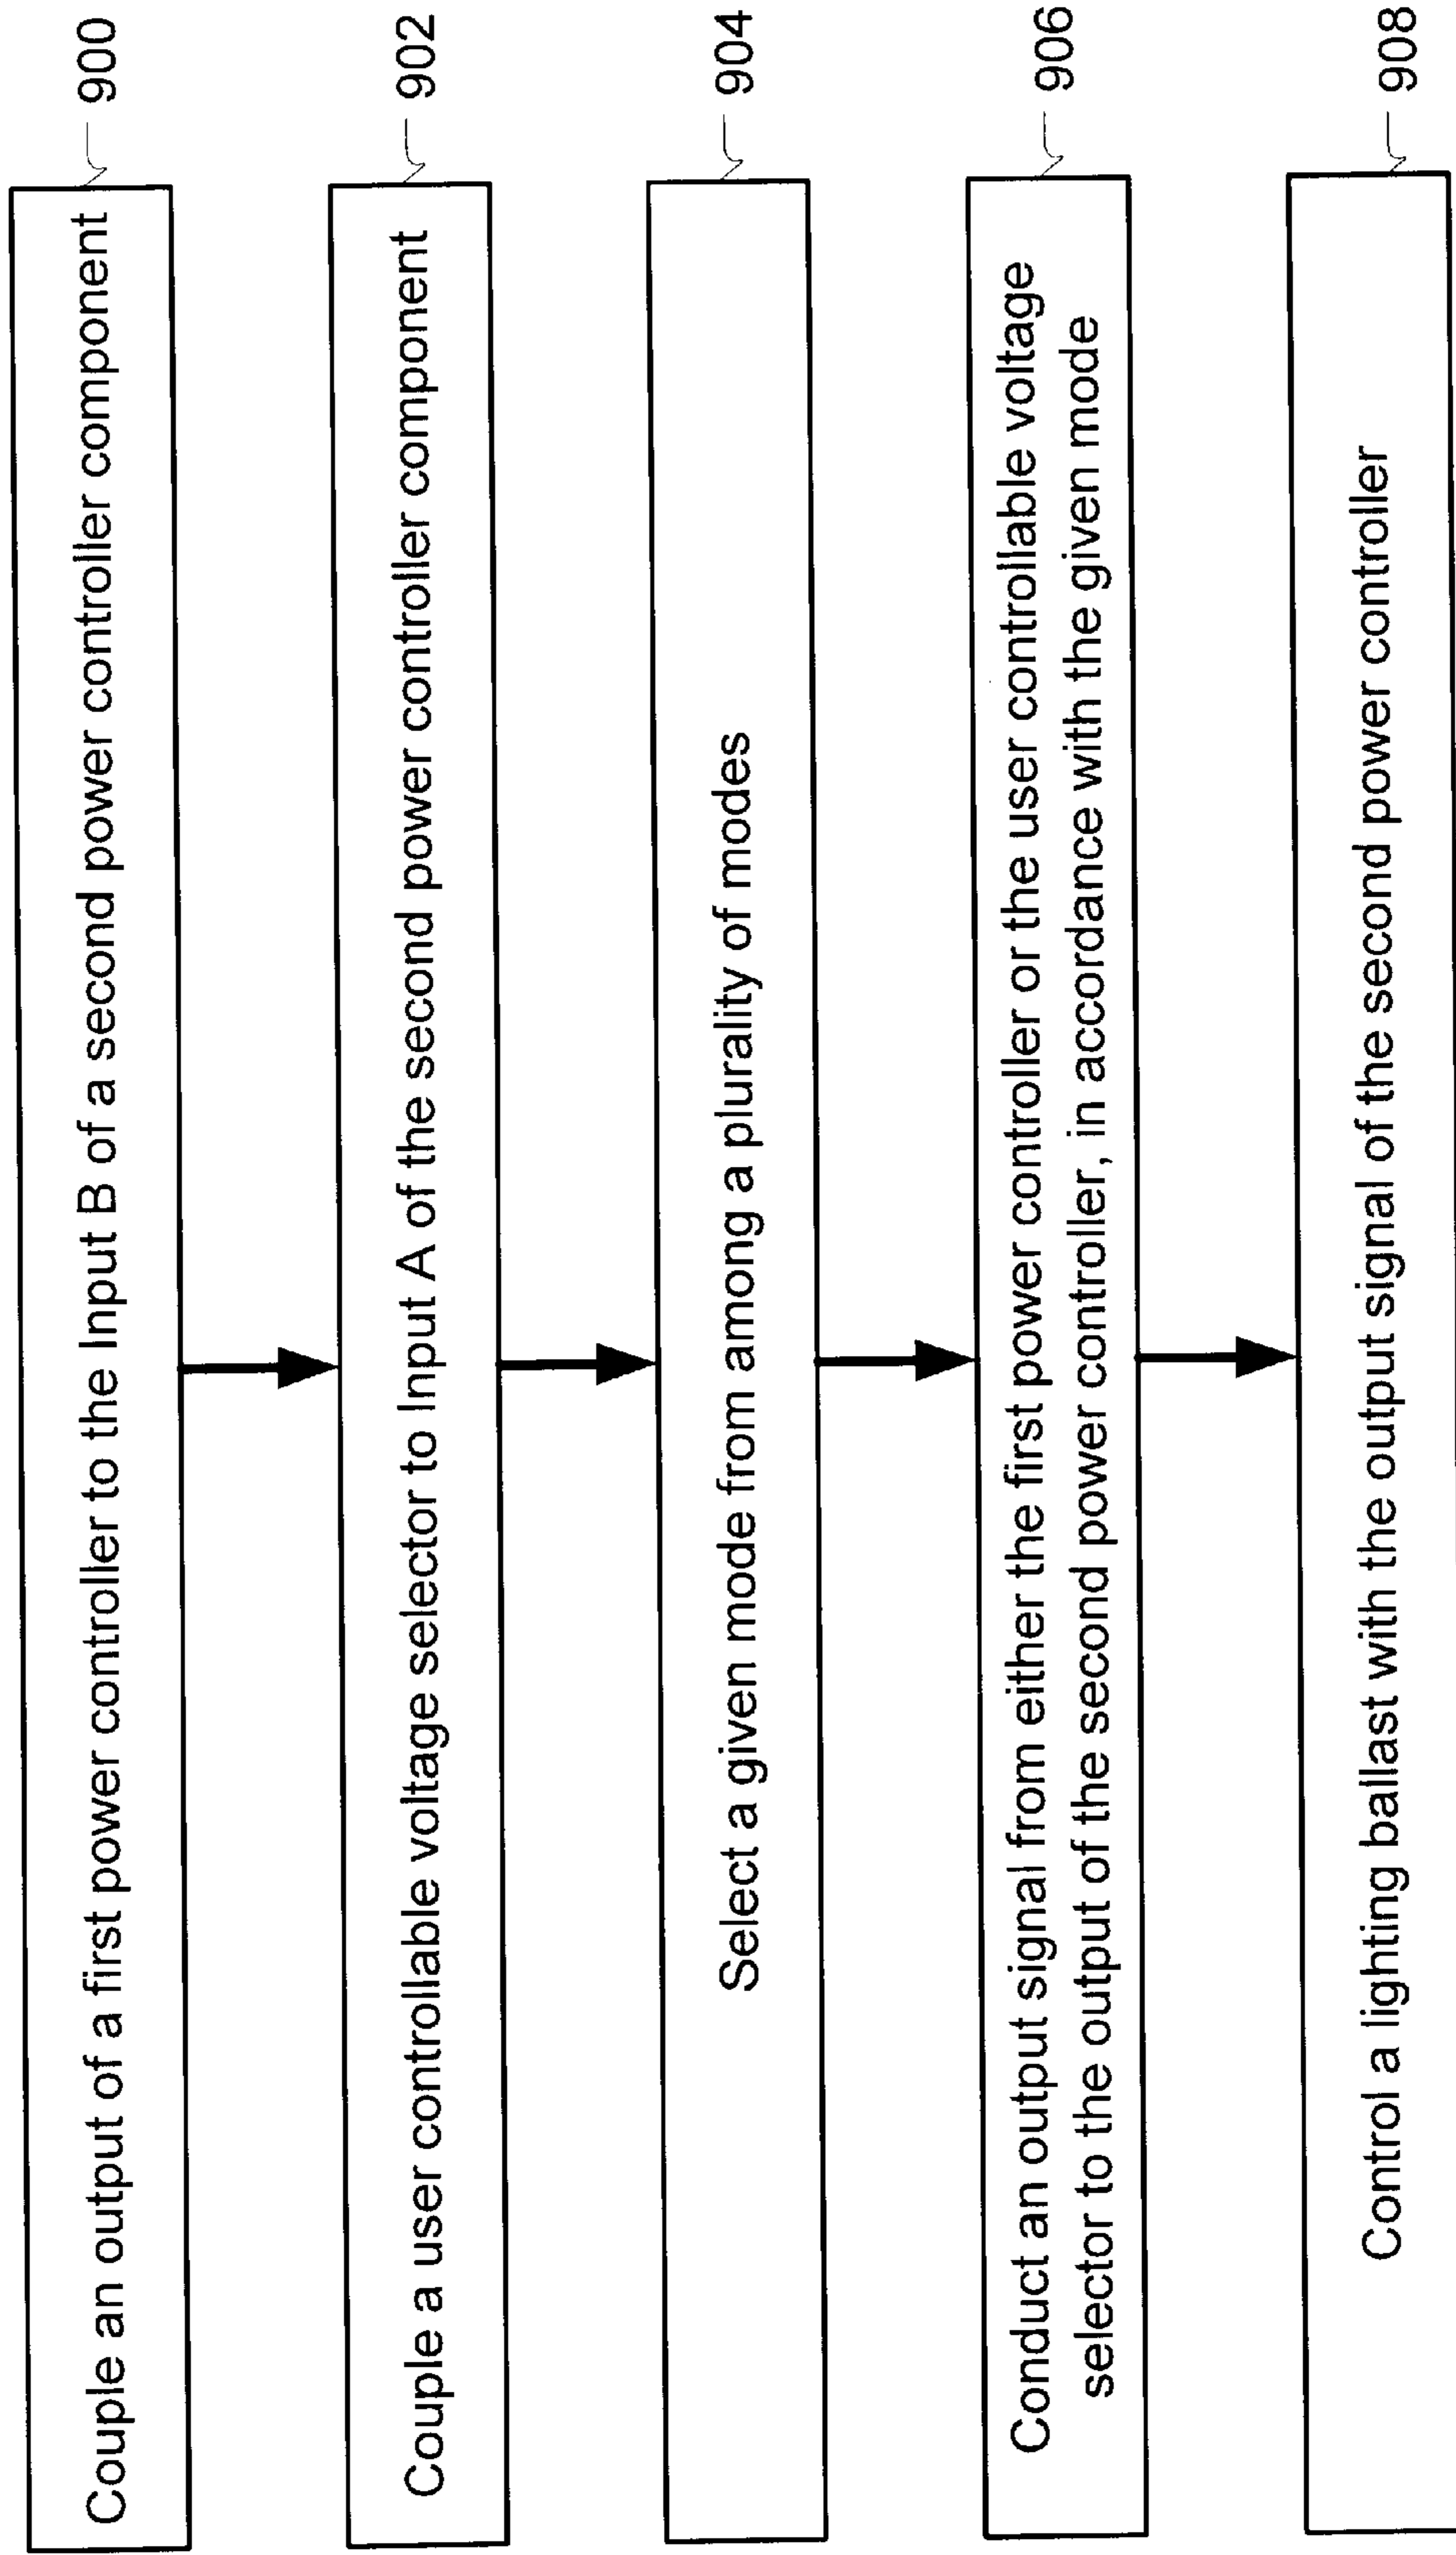 Couple an output of a first power controller to the Input B of a second power controller component
900
Couple a user controllable voltage selector to Input A of the second power controller component
902
Select a given mode from among a plurality of modes
904
Conduct an output signal from either the first power controller or the user controllable voltage
selector to the output of the second power controller, in accordance with the given mode
906
Control a lighting ballast with the output signal of the second power controller
908